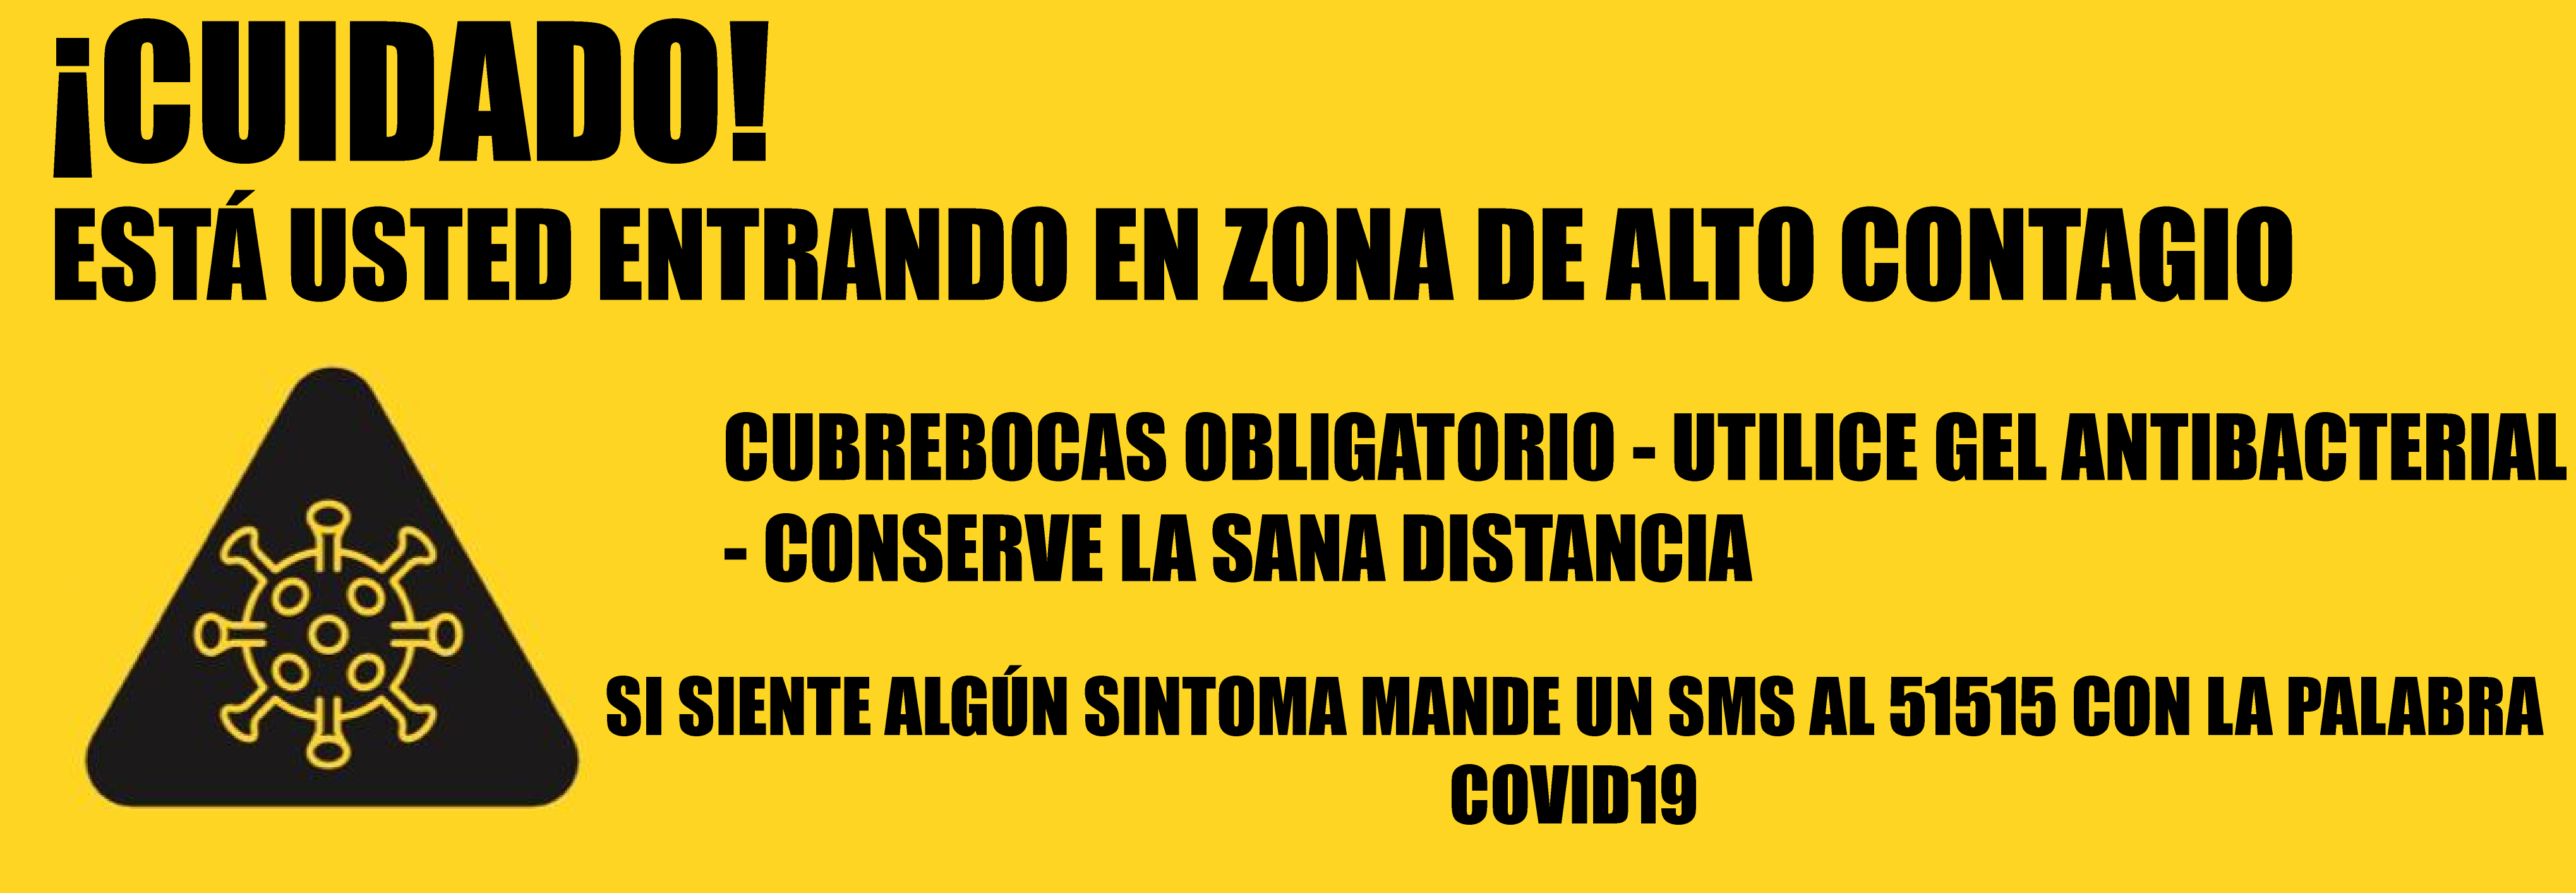 ¡CUIDADO!
ESTÁ USTED ENTRANDO EN ZONA DE ALTO CONTAGIO
CUBREBOCAS OBLIGATORIO - UTILICE GEL ANTIBACTERIAL
- CONSERVE LA SANA DISTANCIA
SI SIENTE ALGÚN SINTOMA MANDE UN SMS AL 51515 CON LA PALABRA
COVID19